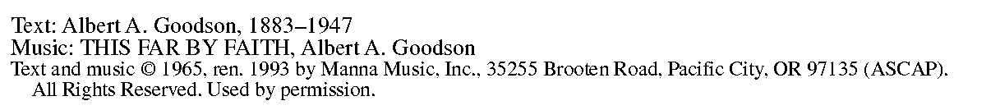 Text: Albert A. Goodson, 1883–1947
Music: THIS FAR BY FAITH, Albert A. Goodson
Text and music © 1965, ren. 1993 by Manna Music, Inc., 35255 Brooten Road, Pacific City, OR 97135 (ASCAP).
All Rights Reserved. Used by permission.